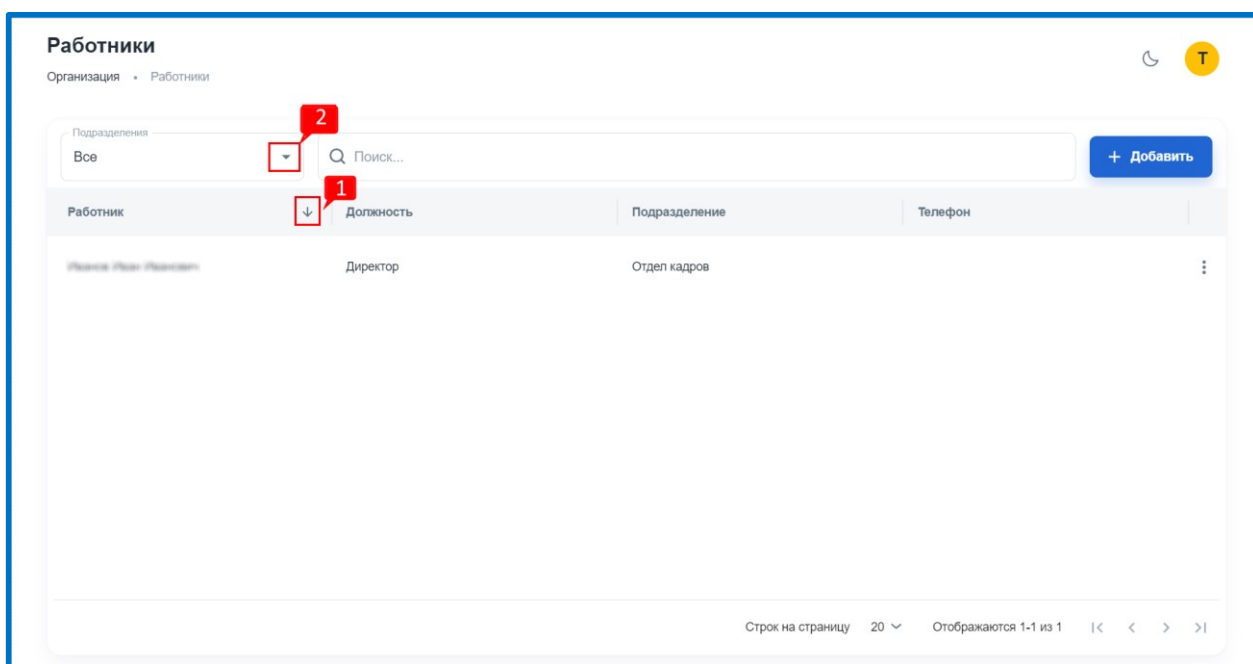 Работники
Организация • Работники
T
Подразделения
Все
2
Поиск...
+ Добавить
1
Работник
Должность
Подразделение
Телефон
Директор
Отдел кадров
Строк на страницу 20 Отображаются 1-1 из 1